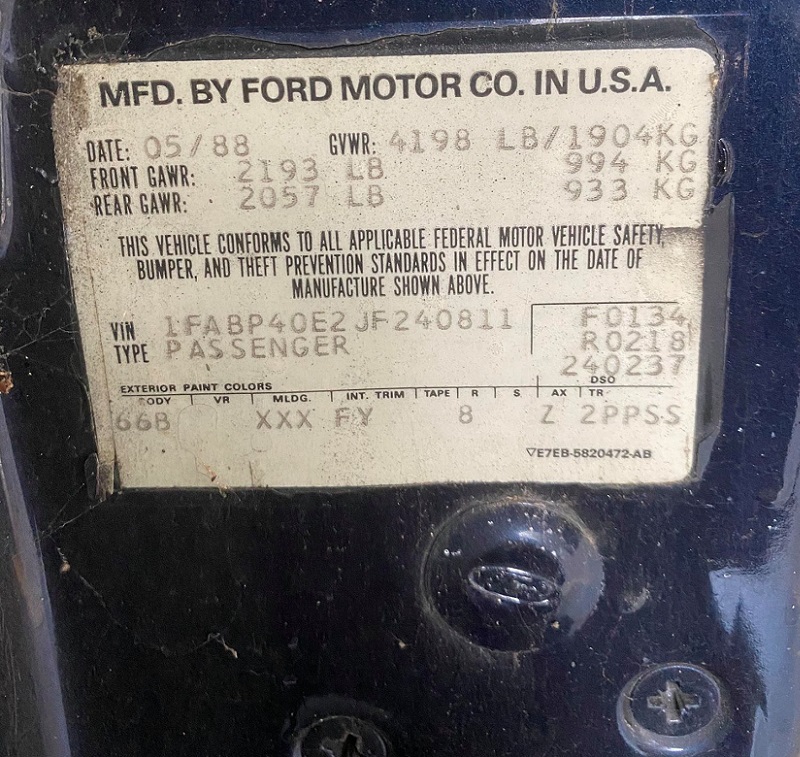 MFD. BY FORD MOTOR CO. IN U.S.A.
DATE: 05/88 GVWR: 4198 LB/1904KG
FRONT GAWR: 2193 LB 994 KG
REAR GAWR: 2057 LB 933 KG
THIS VEHICLE CONFORMS TO ALL APPLICABLE FEDERAL MOTOR VEHICLE SAFETY,
BUMPER, AND THEFT PREVENTION STANDARDS IN EFFECT ON THE DATE OF
MANUFACTURE SHOWN ABOVE.
VIN 1FABP40E2JF240811 F0134
TYPE PASSENGER R0218
240237
EXTERIOR PAINT COLORS DSO
BODY VR MLDG. INT. TRIM TAPE R S AX TR
668 XXX FY 8 Z 2PPSS
E7EB-5820472-AB